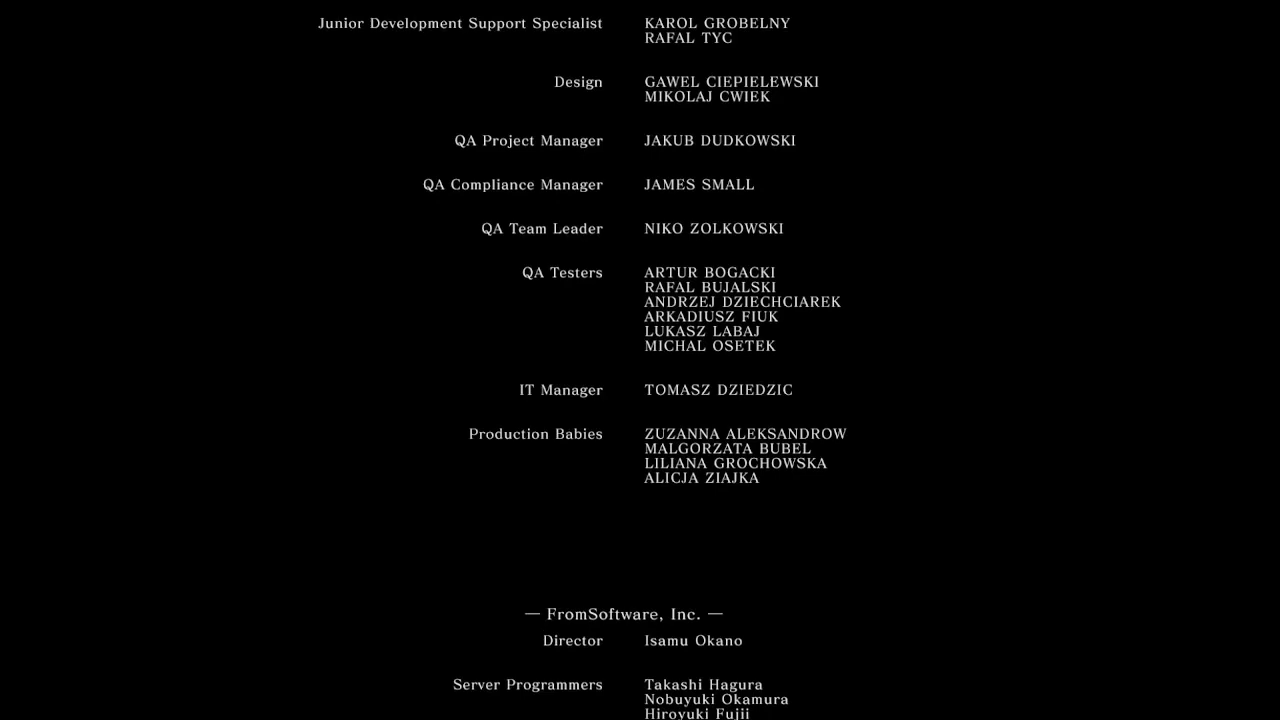 Junior Development Support Specialist KAROL GROBELNY
RAFAL TYC
Design GAWEL CIEPIELEWSKI
MIKOLAJ CWIEK
QA Project Manager JAKUB DUDKOWSKI
QA Compliance Manager JAMES SMALL
QA Team Leader NIKO ZOLKOWSKI
QA Testers ARTUR BOGACKI
RAFAL BUJALSKI
ANDRZEJ DZIECHCIAREK
ARKADIUSZ FIUK
LUKASZ LABAJ
MICHAL OSETEK
IT Manager TOMASZ DZIEDZIC
Production Babies ZUZANNA ALEKSANDROW
MALGORZATA BUBEL
LILIANA GROCHOWSKA
ALICJA ZIAJKA
— FromSoftware, Inc. —
Director Isamu Okano
Server Programmers Takashi Hagura
Nobuyuki Okamura
Hiroyuki Fujii